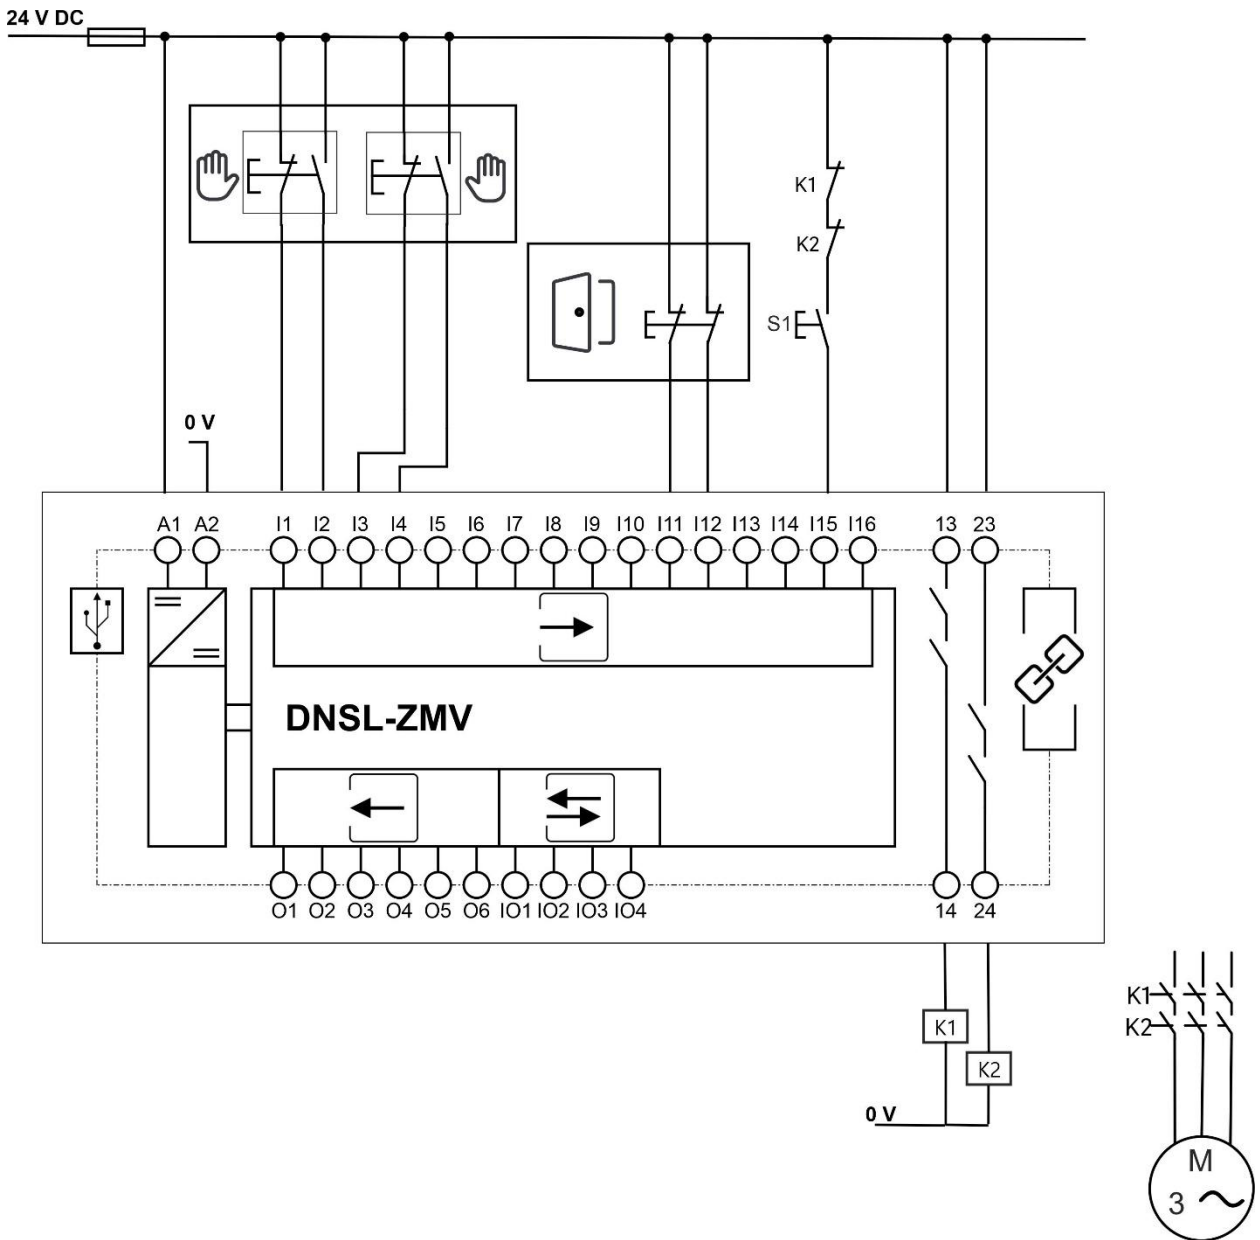 24 V DC
K1
K2
S1
0 V
A1 A2 I1 I2 I3 I4 I5 I6 I7 I8 I9 I10 I11 I12 I13 I14 I15 I16 13 23
DNSL-ZMV
O1 O2 O3 O4 O5 O6 IO1 IO2 IO3 IO4 14 24
K1
K2
K1
K2
0 V
M
3